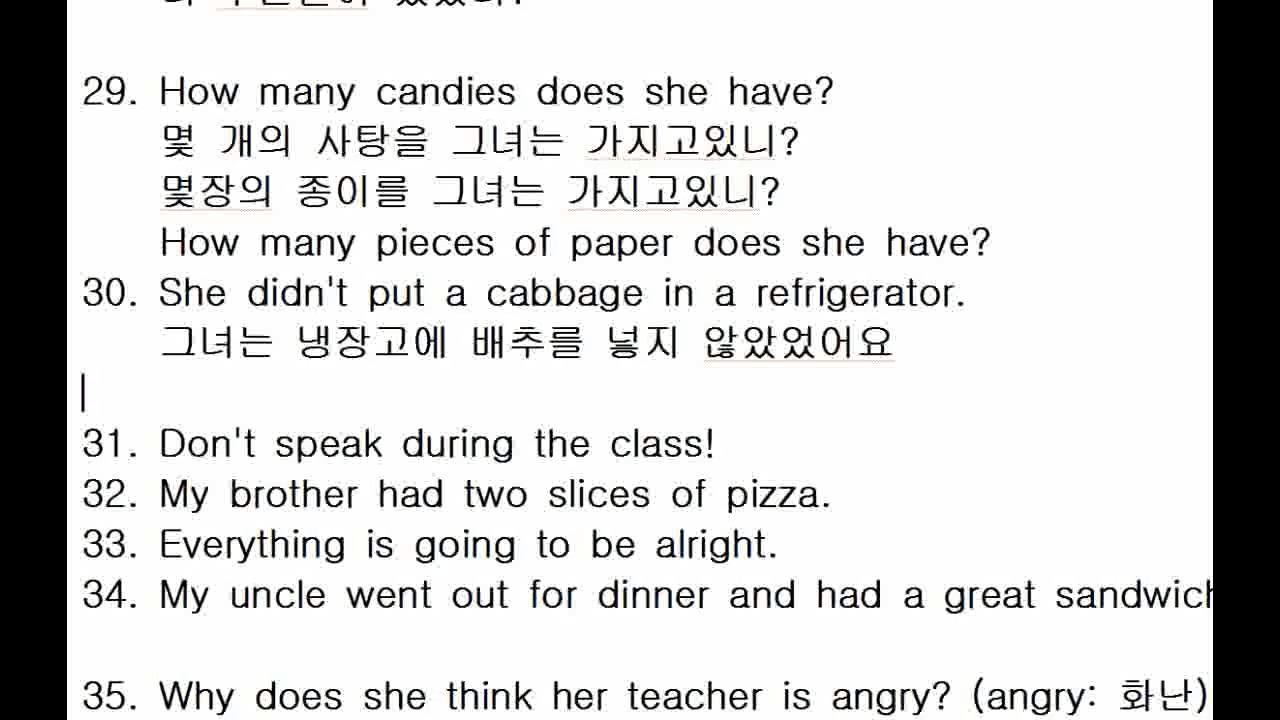 29. How many candies does she have?
몇 개의 사탕을 그녀는 가지고있니?
몇장의 종이를 그녀는 가지고있니?
How many pieces of paper does she have?
30. She didn't put a cabbage in a refrigerator.
그녀는 냉장고에 배추를 넣지 않았었어요
31. Don't speak during the class!
32. My brother had two slices of pizza.
33. Everything is going to be alright.
34. My uncle went out for dinner and had a great sandwich
35. Why does she think her teacher is angry? (angry: 화난)